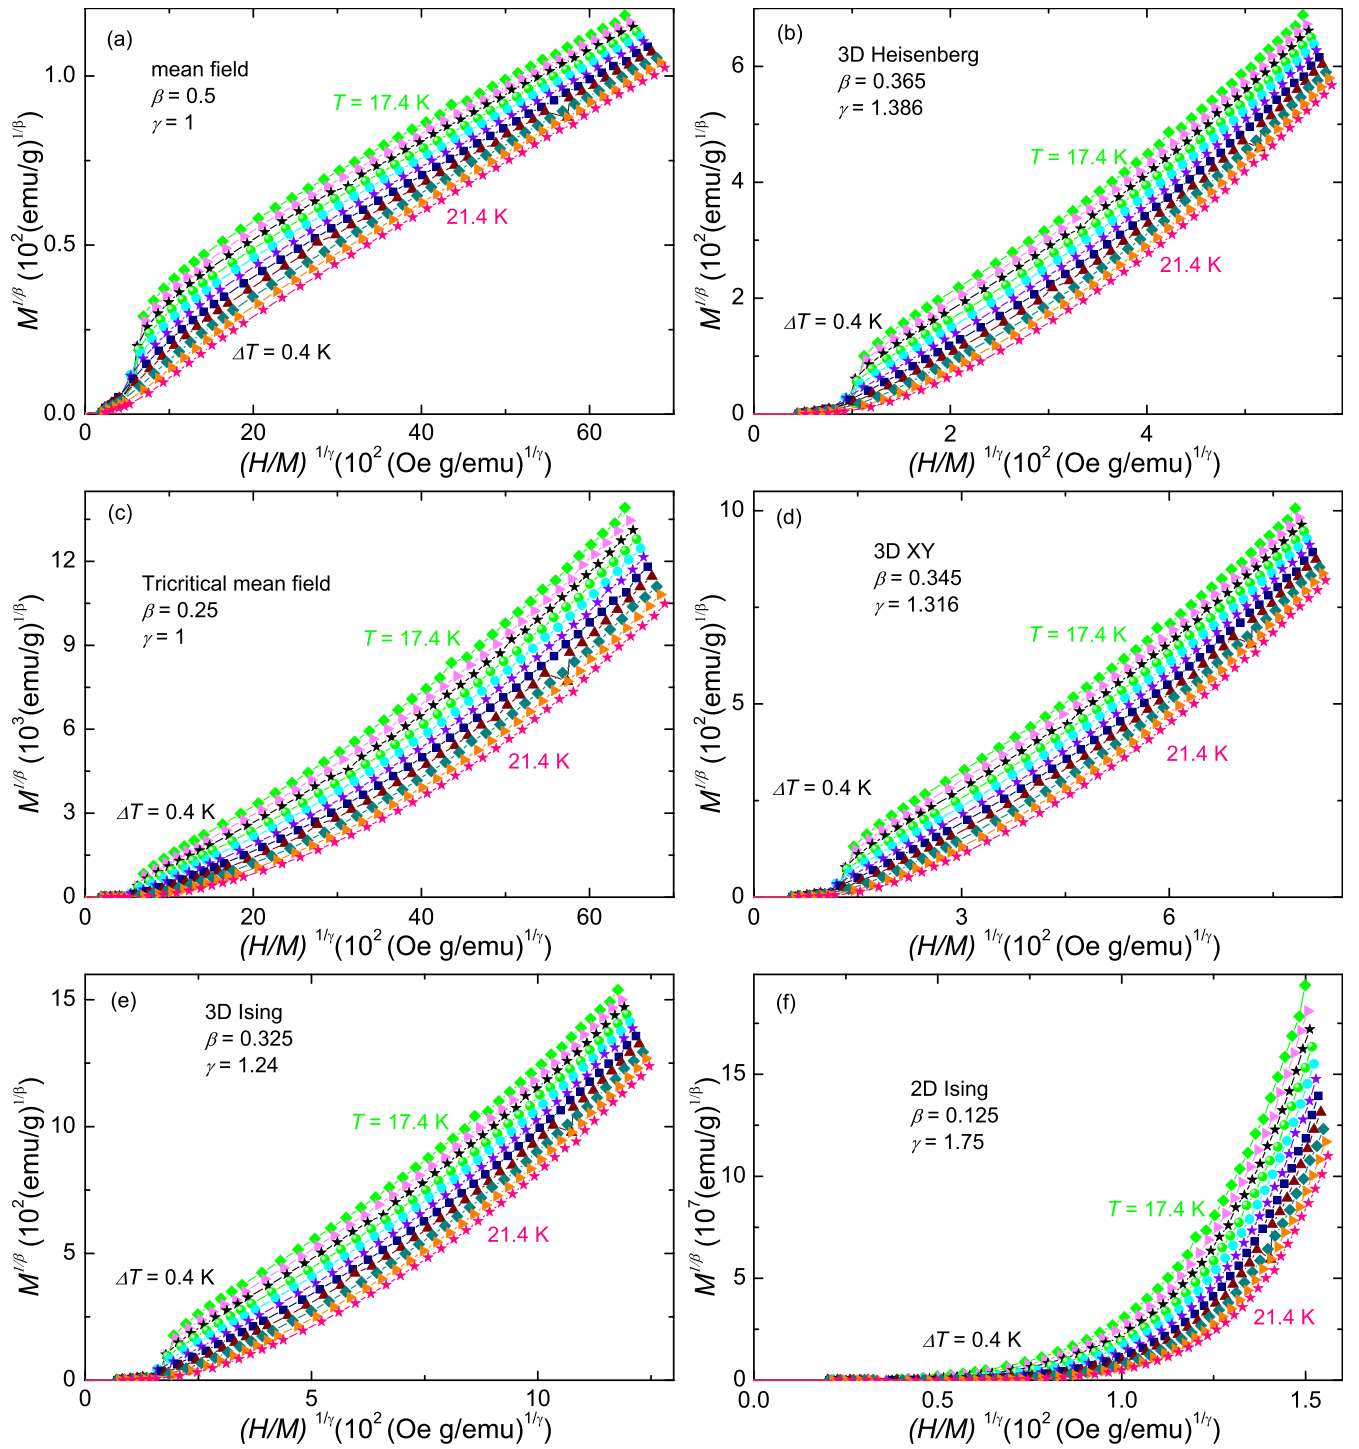 (a)
mean field
β = 0.5
γ = 1
T = 17.4 K
21.4 K
ΔT = 0.4 K
M^{1/β} (10^2(emu/g)^{1/β})
1.0
0.5
0.0
0 20 40 60
(H/M)^{1/γ}(10^2 (Oe g/emu)^{1/γ})
(b)
3D Heisenberg
β = 0.365
γ = 1.386
T = 17.4 K
21.4 K
ΔT = 0.4 K
M^{1/β} (10^2(emu/g)^{1/β})
6
4
2
0
0 2 4
(H/M)^{1/γ}(10^2 (Oe g/emu)^{1/γ})
(c)
Tricritical mean field
β = 0.25
γ = 1
T = 17.4 K
21.4 K
ΔT = 0.4 K
M^{1/β} (10^3(emu/g)^{1/β})
12
9
6
3
0
0 20 40 60
(H/M)^{1/γ}(10^2 (Oe g/emu)^{1/γ})
(d)
3D XY
β = 0.345
γ = 1.316
T = 17.4 K
21.4 K
ΔT = 0.4 K
M^{1/β} (10^2(emu/g)^{1/β})
10
5
0
0 3 6
(H/M)^{1/γ}(10^2 (Oe g/emu)^{1/γ})
(e)
3D Ising
β = 0.325
γ = 1.24
T = 17.4 K
21.4 K
ΔT = 0.4 K
M^{1/β} (10^2(emu/g)^{1/β})
15
10
5
0
0 5 10
(H/M)^{1/γ}(10^2 (Oe g/emu)^{1/γ})
(f)
2D Ising
β = 0.125
γ = 1.75
T = 17.4 K
21.4 K
ΔT = 0.4 K
M^{1/β} (10^7(emu/g)^{1/β})
15
10
5
0
0.0 0.5 1.0 1.5
(H/M)^{1/γ}(10^2 (Oe g/emu)^{1/γ})